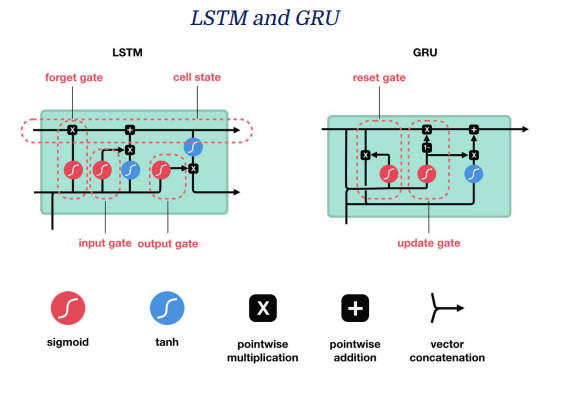 LSTM and GRU
LSTM
GRU
forget gate
cell state
reset gate
input gate
output gate
update gate
sigmoid
tanh
pointwise
multiplication
pointwise
addition
vector
concatenation